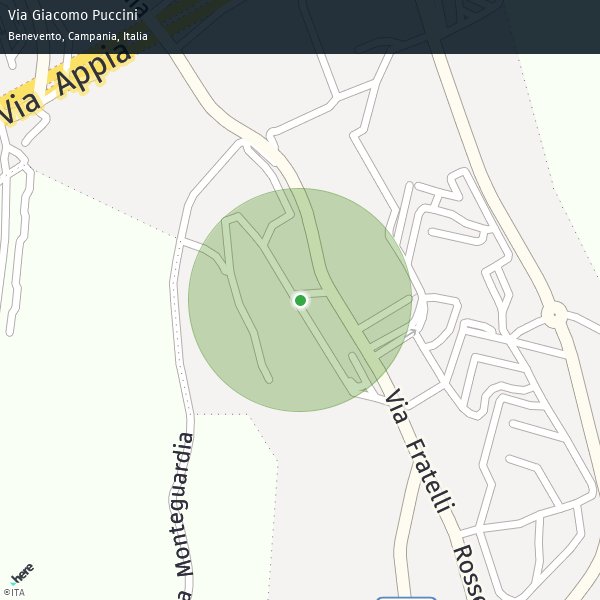 Via Giacomo Puccini
Benevento, Campania, Italia
Via Appia
Via Fratelli Rosse
a Monteguardia
here
©ITA